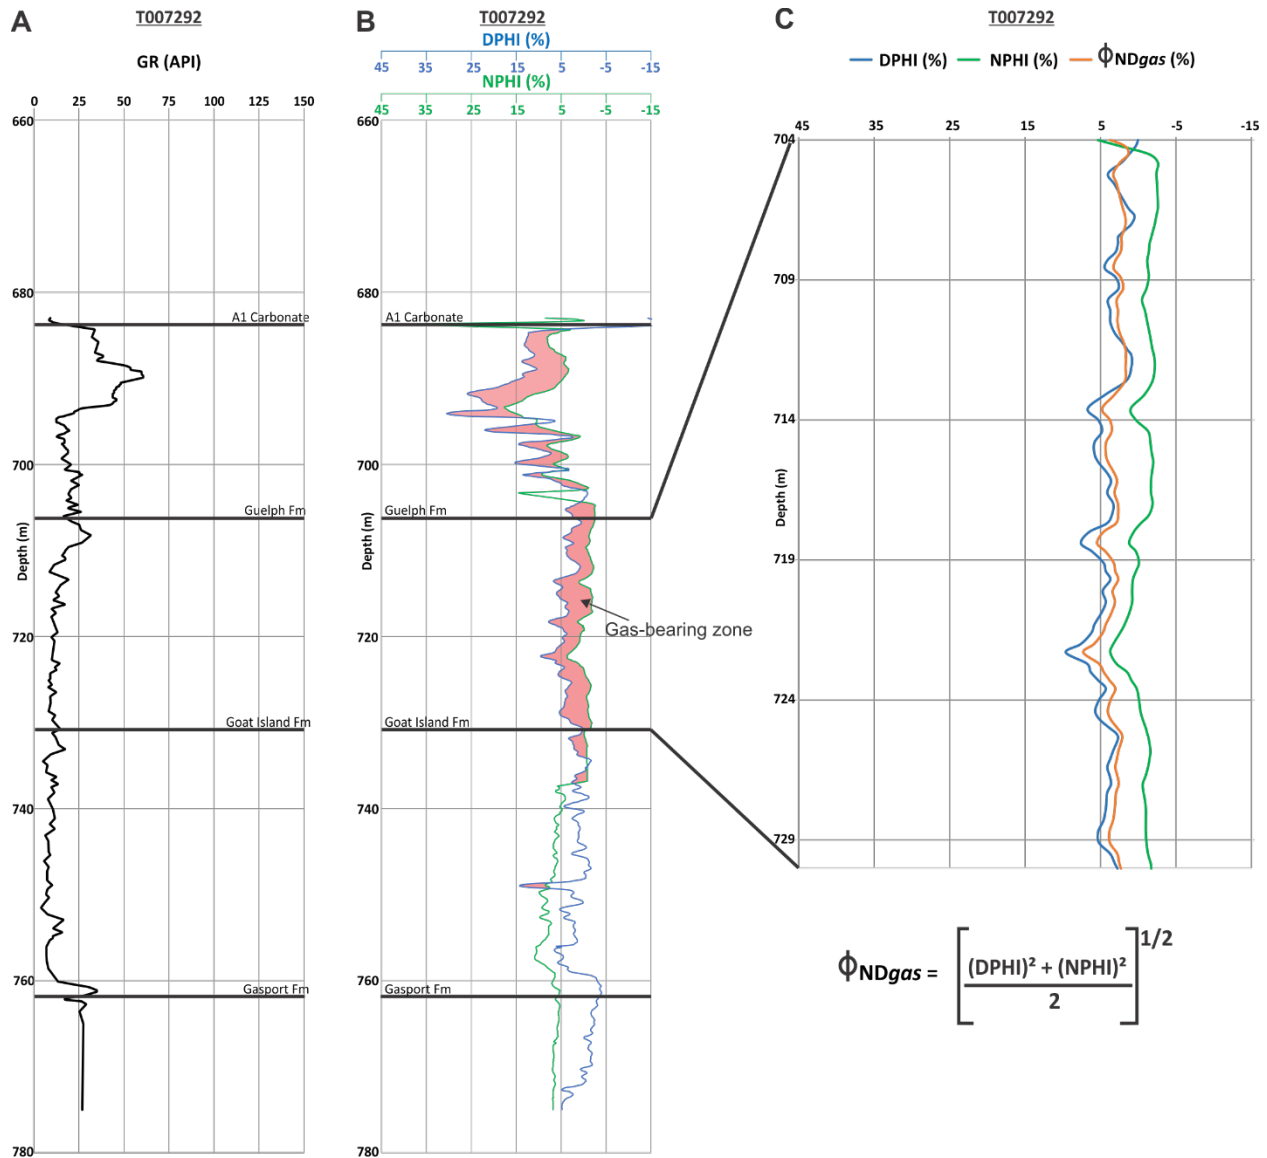 A
T007292
GR (API)
0 25 50 75 100 125 150
660
680
A1 Carbonate
700
Guelph Fm
Depth (m)
720
Goat Island Fm
740
760
Gasport Fm
780
B
T007292
DPHI (%)
45 35 25 15 5 -5 -15
NPHI (%)
45 35 25 15 5 -5 -15
660
680
A1 Carbonate
700
Guelph Fm
Depth (m)
Gas-bearing zone
720
Goat Island Fm
740
760
Gasport Fm
780
C
T007292
DPHI (%) NPHI (%) ϕNDgas (%)
45 35 25 15 5 -5 -15
704
709
714
Depth (m)
719
724
729
ϕNDgas = [(DPHI)² + (NPHI)² / 2]1/2